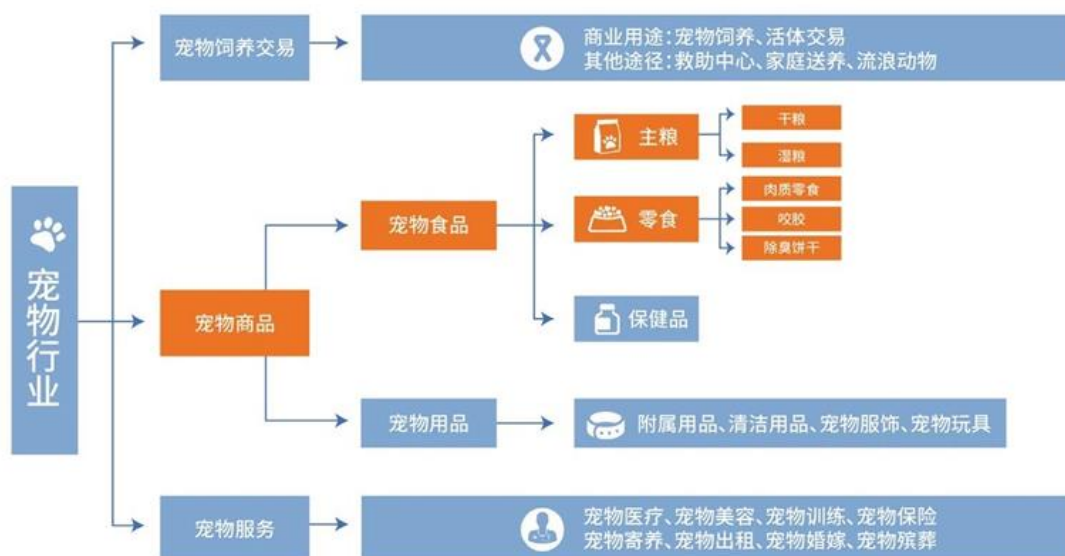 宠物行业
宠物饲养交易
商业用途:宠物饲养、活体交易
其他途径:救助中心、家庭送养、流浪动物
宠物商品
宠物食品
主粮
干粮
湿粮
零食
肉质零食
咬胶
除臭饼干
保健品
宠物用品
附属用品、清洁用品、宠物服饰、宠物玩具
宠物服务
宠物医疗、宠物美容、宠物训练、宠物保险
宠物寄养、宠物出租、宠物婚嫁、宠物殡葬